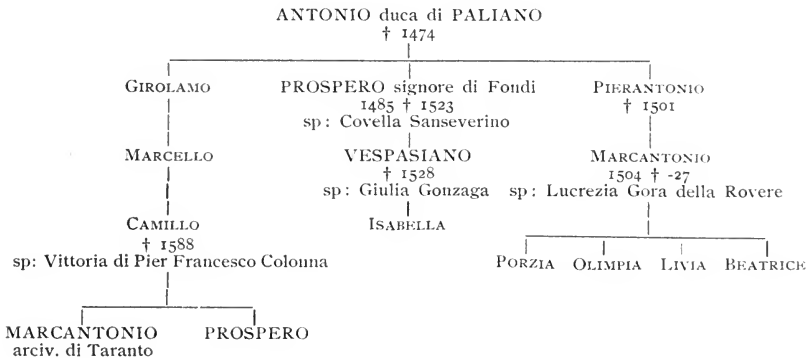 ANTONIO duca di PALIANO
† 1474
GIROLAMO PROSPERO signore di Fondi PIERANTONIO
1485 † 1523 † 1501
sp: Covella Sanseverino
MARCELLO VESPASIANO MARCANTONIO
† 1528 1504 † -27
sp: Giulia Gonzaga sp: Lucrezia Gora della Rovere
CAMILLO ISABELLA
† 1588
sp: Vittoria di Pier Francesco Colonna
PORZIA OLIMPIA LIVIA BEATRICE
MARCANTONIO PROSPERO
arciv. di Taranto